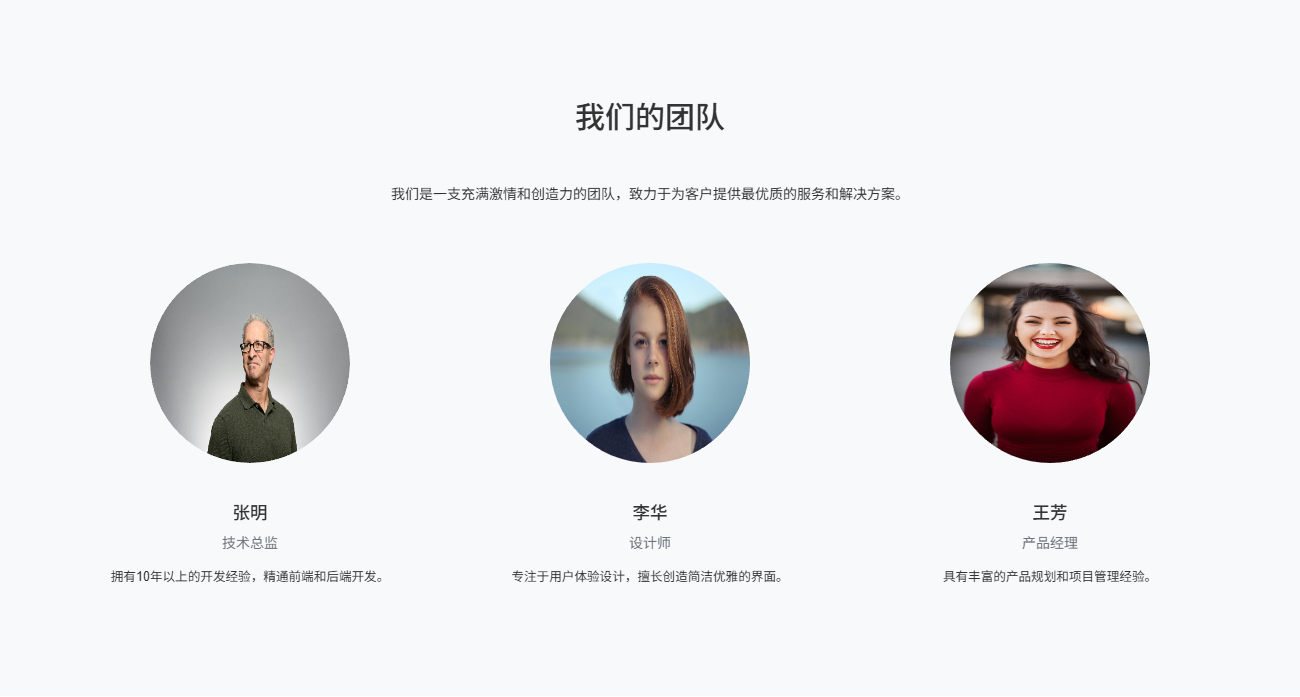 我们的团队
我们是一支充满激情和创造力的团队，致力于为客户提供最优质的服务和解决方案。
张明
技术总监
拥有10年以上的开发经验，精通前端和后端开发。
李华
设计师
专注于用户体验设计，擅长创造简洁优雅的界面。
王芳
产品经理
具有丰富的产品规划和项目管理经验。